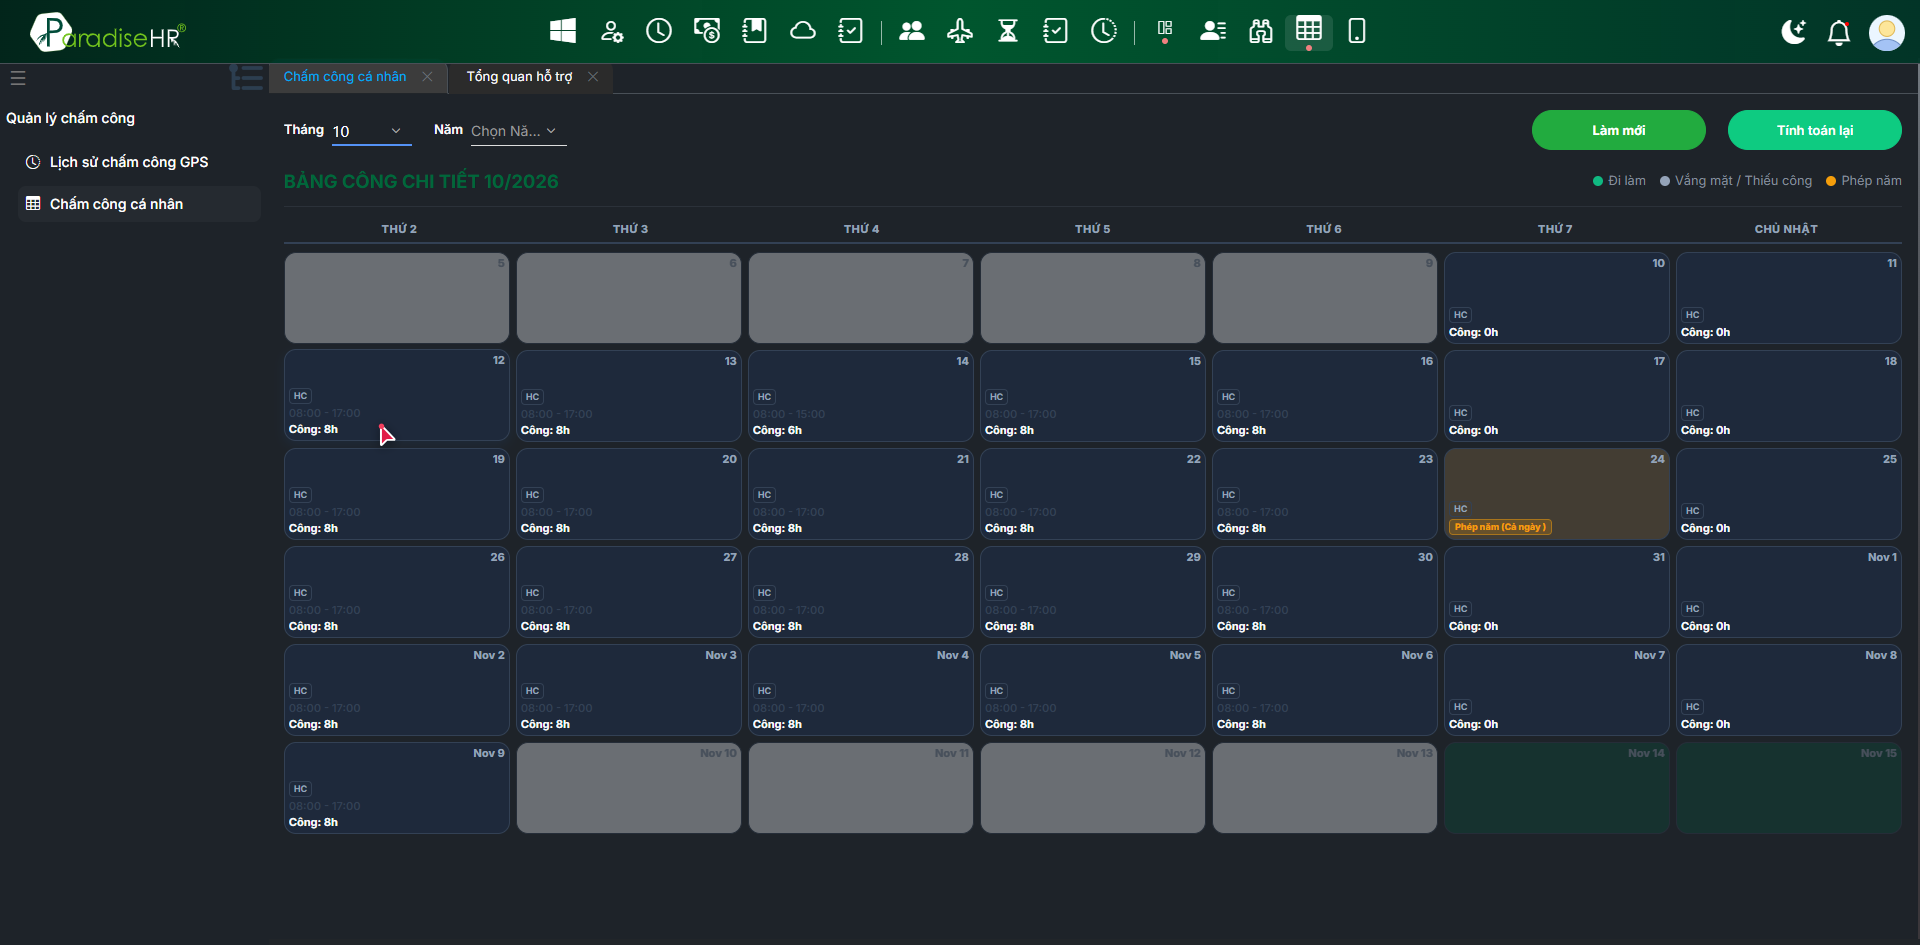 ParadiseHR®
Chấm công cá nhân
Tổng quan hỗ trợ
Quản lý chấm công
Lịch sử chấm công GPS
Chấm công cá nhân
Tháng 10
Năm Chọn Nă...
Làm mới
Tính toán lại
BẢNG CÔNG CHI TIẾT 10/2026
Đi làm
Vắng mặt / Thiếu công
Phép năm
THỨ 2 THỨ 3 THỨ 4 THỨ 5 THỨ 6 THỨ 7 CHỦ NHẬT
5 6 7 8 9 10 11
HC HC
Công: 0h Công: 0h
12 13 14 15 16 17 18
HC HC HC HC HC HC HC
08:00 - 17:00 08:00 - 17:00 08:00 - 15:00 08:00 - 17:00 08:00 - 17:00
Công: 8h Công: 8h Công: 6h Công: 8h Công: 8h Công: 0h Công: 0h
19 20 21 22 23 24 25
HC HC HC HC HC HC HC
08:00 - 17:00 08:00 - 17:00 08:00 - 17:00 08:00 - 17:00 08:00 - 17:00
Công: 8h Công: 8h Công: 8h Công: 8h Công: 8h Phép năm (Cả ngày ) Công: 0h
26 27 28 29 30 31 Nov 1
HC HC HC HC HC HC HC
08:00 - 17:00 08:00 - 17:00 08:00 - 17:00 08:00 - 17:00 08:00 - 17:00
Công: 8h Công: 8h Công: 8h Công: 8h Công: 8h Công: 0h Công: 0h
Nov 2 Nov 3 Nov 4 Nov 5 Nov 6 Nov 7 Nov 8
HC HC HC HC HC HC HC
08:00 - 17:00 08:00 - 17:00 08:00 - 17:00 08:00 - 17:00 08:00 - 17:00
Công: 8h Công: 8h Công: 8h Công: 8h Công: 8h Công: 0h Công: 0h
Nov 9 Nov 10 Nov 11 Nov 12 Nov 13 Nov 14 Nov 15
HC
08:00 - 17:00
Công: 8h